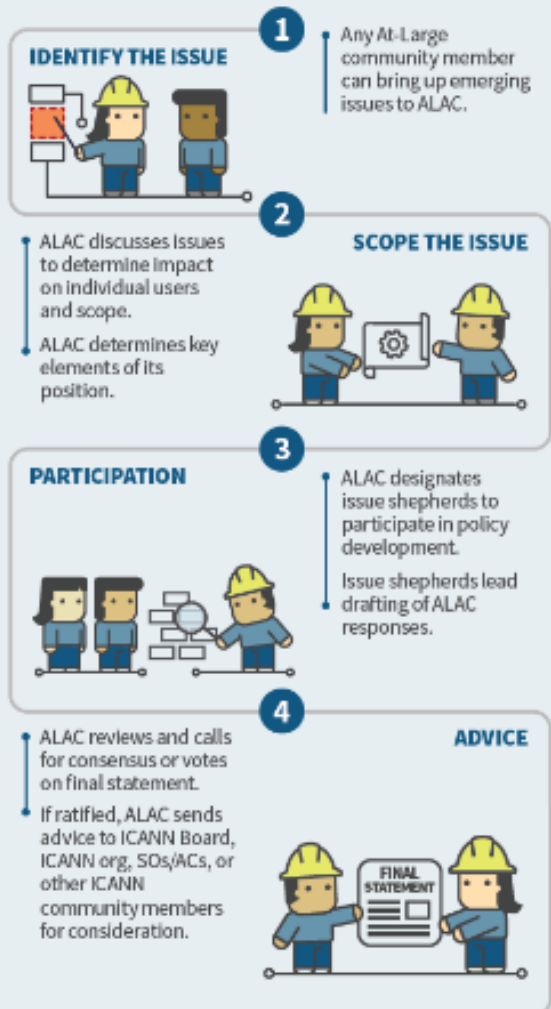 1
IDENTIFY THE ISSUE
Any At-Large
community member
can bring up emerging
issues to ALAC.
2
SCOPE THE ISSUE
ALAC discusses issues
to determine impact
on individual users
and scope.
ALAC determines key
elements of its
position.
3
PARTICIPATION
ALAC designates
issue shepherds to
participate in policy
development.
Issue shepherds lead
drafting of ALAC
responses.
4
ADVICE
ALAC reviews and calls
for consensus or votes
on final statement.
If ratified, ALAC sends
advice to ICANN Board,
ICANN org, SOs/ACs, or
other ICANN
community members
for consideration.
FINAL
STATEMENT